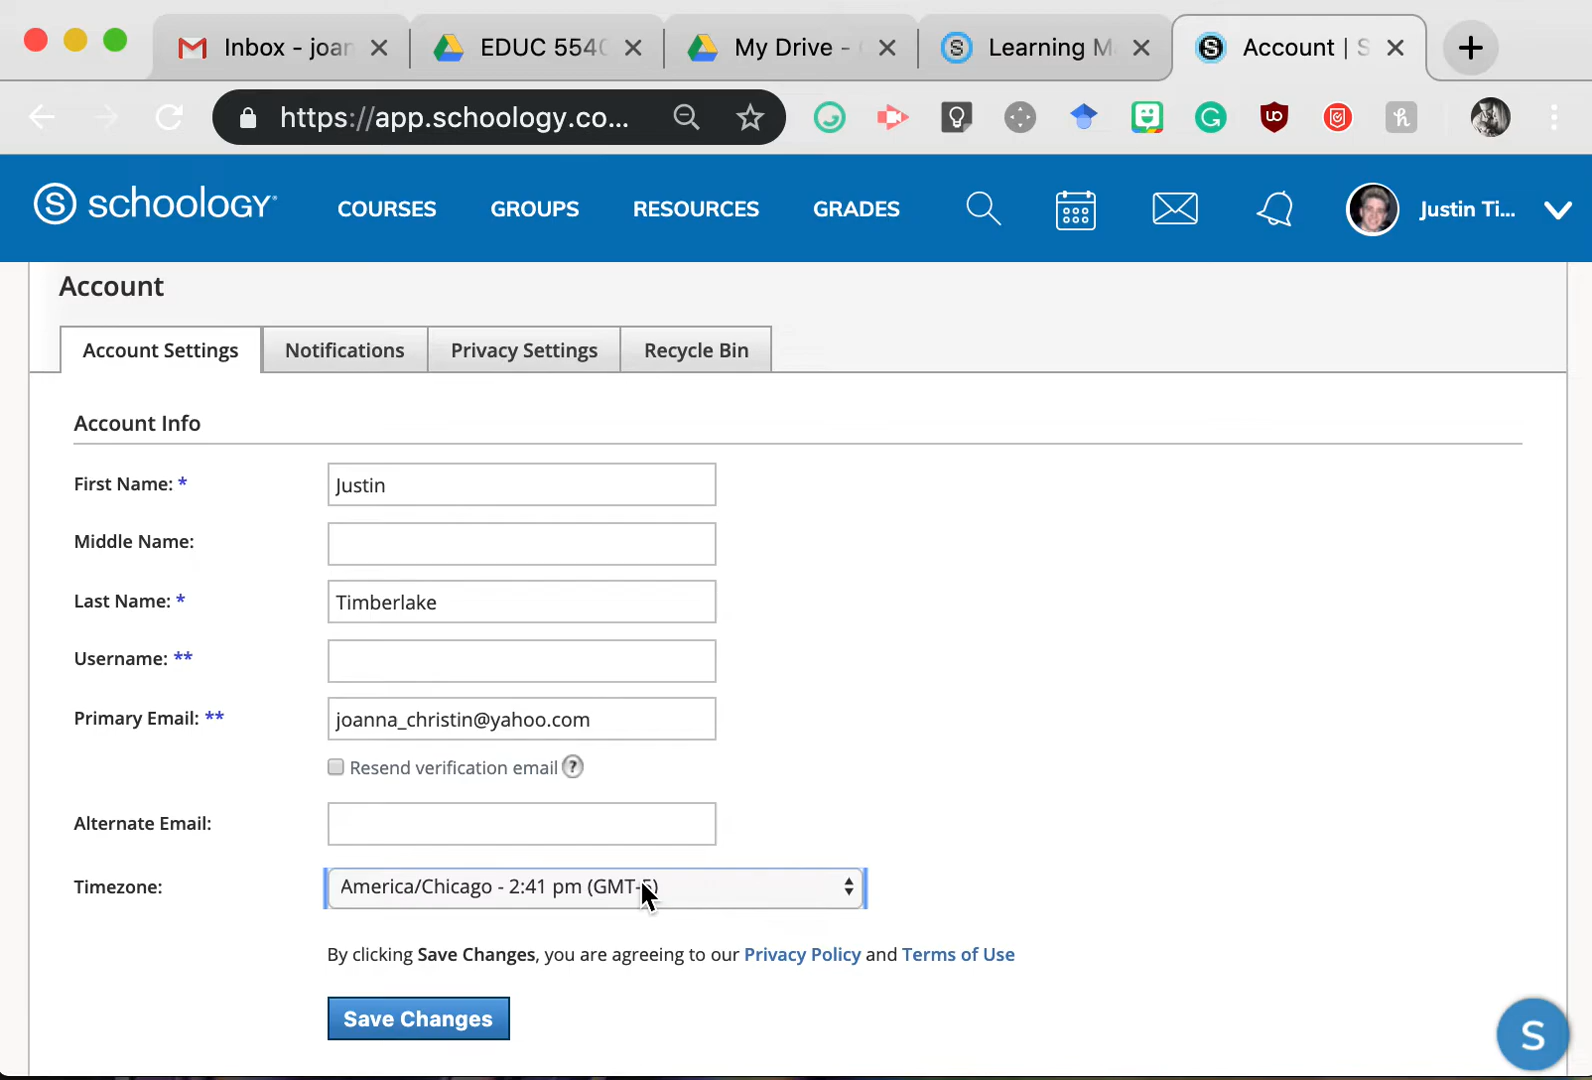 Inbox - joan
EDUC 5540
My Drive -
Learning M
Account | S
https://app.schoology.co...
schoology
COURSES
GROUPS
RESOURCES
GRADES
Justin Ti...
Account
Account Settings
Notifications
Privacy Settings
Recycle Bin
Account Info
First Name: *
Justin
Middle Name:
Last Name: *
Timberlake
Username: **
Primary Email: **
joanna_christin@yahoo.com
Resend verification email ?
Alternate Email:
Timezone:
America/Chicago - 2:41 pm (GMT-5)
By clicking Save Changes, you are agreeing to our Privacy Policy and Terms of Use
Save Changes
S